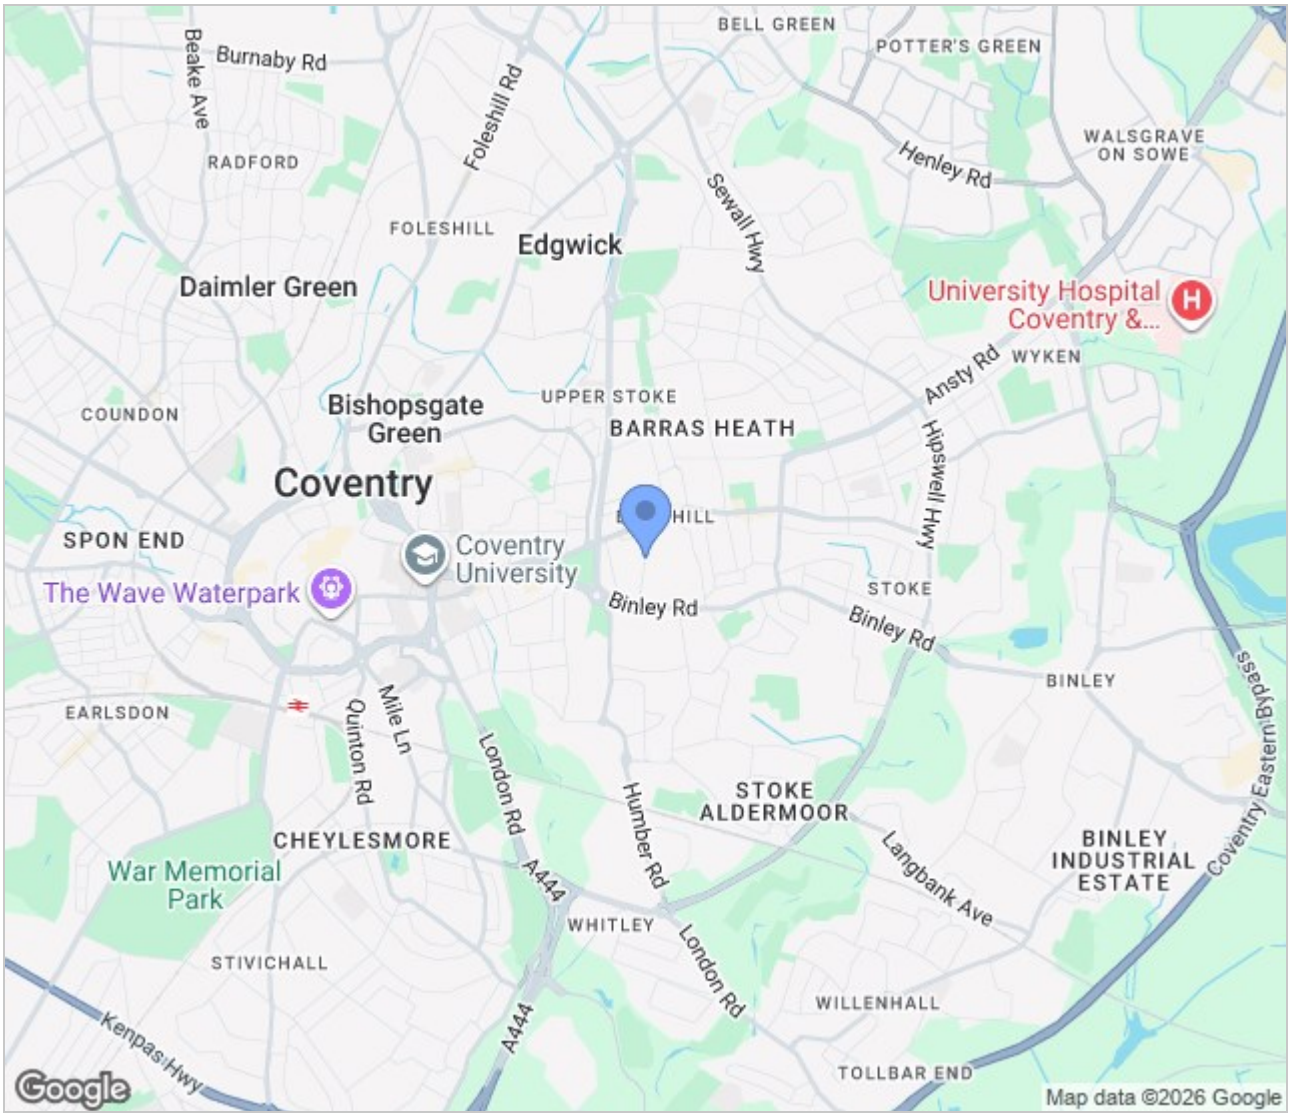 BELL GREEN
POTTER'S GREEN
Burnaby Rd
Beake Ave
Foleshill Rd
WALSGRAVE
ON SOWE
Henley Rd
RADFORD
Sewall Hwy
FOLESHILL
Edgwick
Daimler Green
University Hospital
Coventry &...
H
WYKEN
Ansty Rd
UPPER STOKE
Bishopsgate
Green
COUNDON
BARRAS HEATH
Hipswell Hwy
Coventry
HILL
SPON END
Coventry
University
The Wave Waterpark
STOKE
Binley Rd
Binley Rd
BINLEY
Coventry Eastern Bypass
EARLSDON
Mile Ln
Quinton Rd
London Rd
Humber Rd
STOKE
ALDERMOOR
CHEYLESMORE
Langbank Ave
BINLEY
INDUSTRIAL
ESTATE
War Memorial
Park
A444
WHITLEY
London Rd
STIVICHALL
WILLENHALL
A444
Kenpas Hwy
TOLLBAR END
Google
Map data ©2026 Google